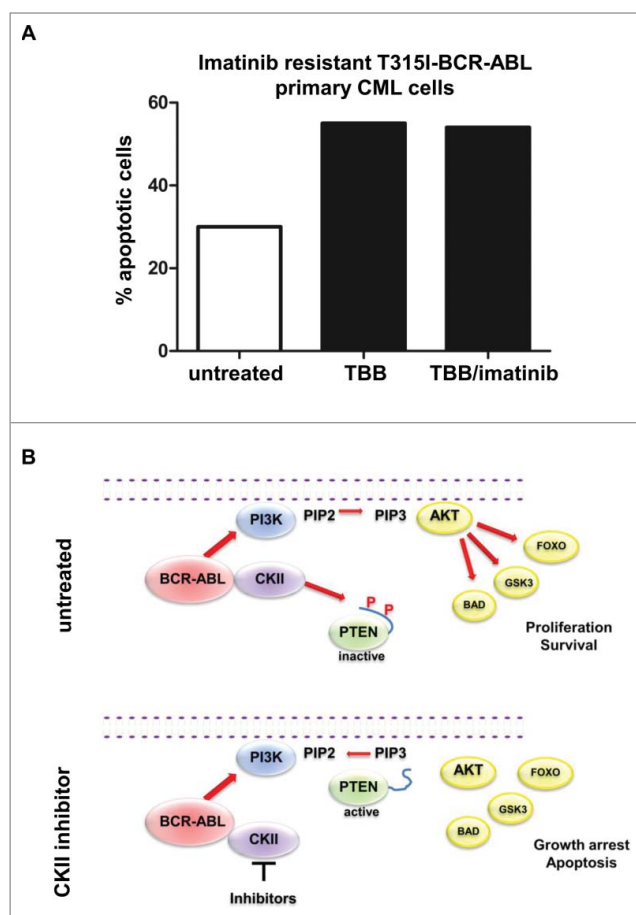 A
Imatinib resistant T315I-BCR-ABL
primary CML cells
% apoptotic cells
60
40
20
0
untreated
TBB
TBB/imatinib
B
untreated
PI3K
PIP2
PIP3
AKT
BCR-ABL
CKII
P
P
PTEN
inactive
FOXO
GSK3
BAD
Proliferation
Survival
CKII inhibitor
PI3K
PIP2
PIP3
PTEN
active
AKT
FOXO
GSK3
BAD
BCR-ABL
CKII
Inhibitors
Growth arrest
Apoptosis